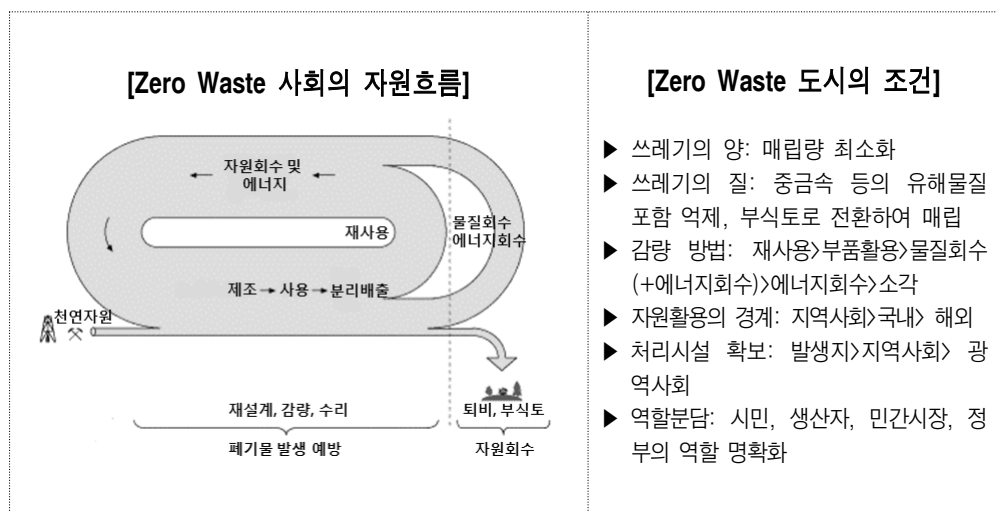 [Zero Waste 사회의 자원흐름]
자원회수 및
에너지
재사용
물질회수
에너지회수
제조→사용→분리배출
천연자원
퇴비, 부식토
재설계, 감량, 수리
폐기물 발생 예방
자원회수
[Zero Waste 도시의 조건]
▶ 쓰레기의 양: 매립량 최소화
▶ 쓰레기의 질: 중금속 등의 유해물질
포함 억제, 부식토로 전환하여 매립
▶ 감량 방법: 재사용>부품활용>물질회수
(+에너지회수)>에너지회수>소각
▶ 자원활용의 경계: 지역사회>국내> 해외
▶ 처리시설 확보: 발생지>지역사회> 광
역사회
▶ 역할분담: 시민, 생산자, 민간시장, 정
부의 역할 명확화